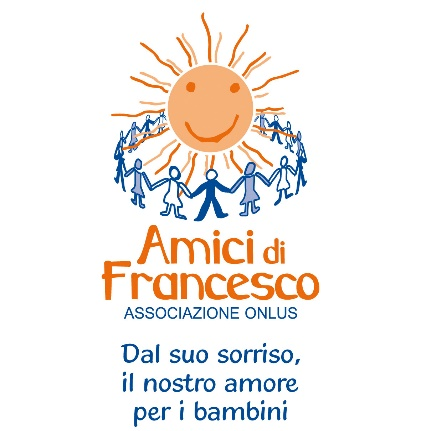 Amici di
Francesco
ASSOCIAZIONE ONLUS
Dal suo sorriso,
il nostro amore
per i bambini